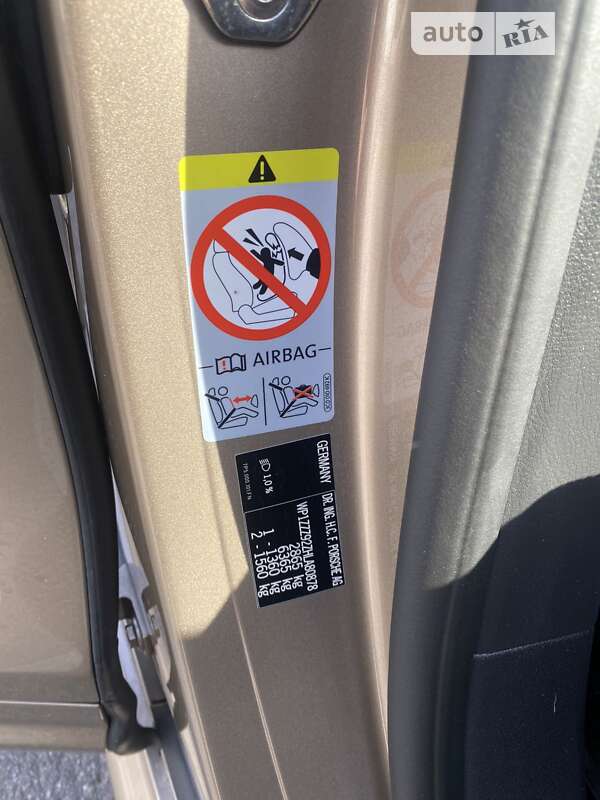 auto RIA
AIRBAG
GERMANY
DR. ING. H.C. F. PORSCHE AG
1,0 %
WP1ZZZ92ZHLA80878
2865 kg
6365 kg
1 - 1360 kg
2 - 1560 kg